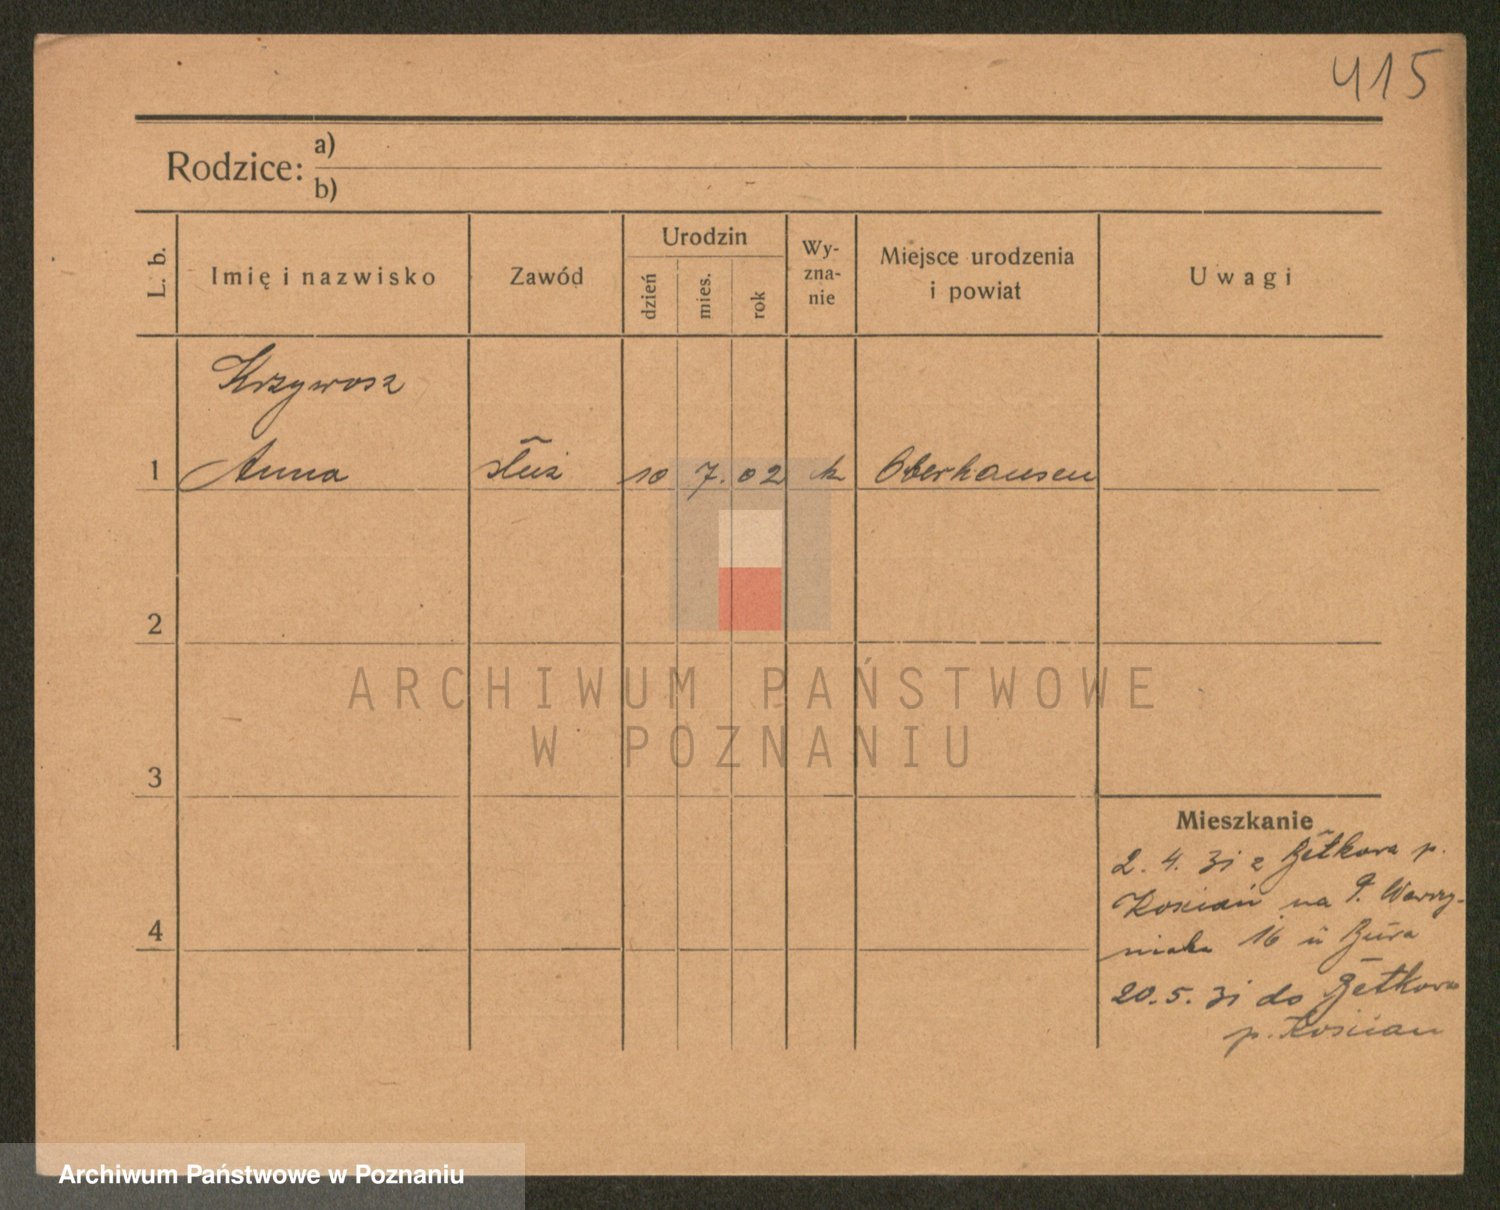 415
Rodzice: a)
b)
L. b.
Imię i nazwisko
Zawód
Urodzin
dzień
mies.
rok
Wy-
zna-
nie
Miejsce urodzenia
i powiat
Uwagi
Krzywosz
1 Anna służ 10 7. 02 k Oberhausen
2
3
4
ARCHIWUM PAŃSTWOWE
W POZNANIU
Mieszkanie
2. 4. 31 z p.
Kościań na Wawrzy-
niaka 16 u
20. 5. 31 do
p. Kościan
Archiwum Państwowe w Poznaniu